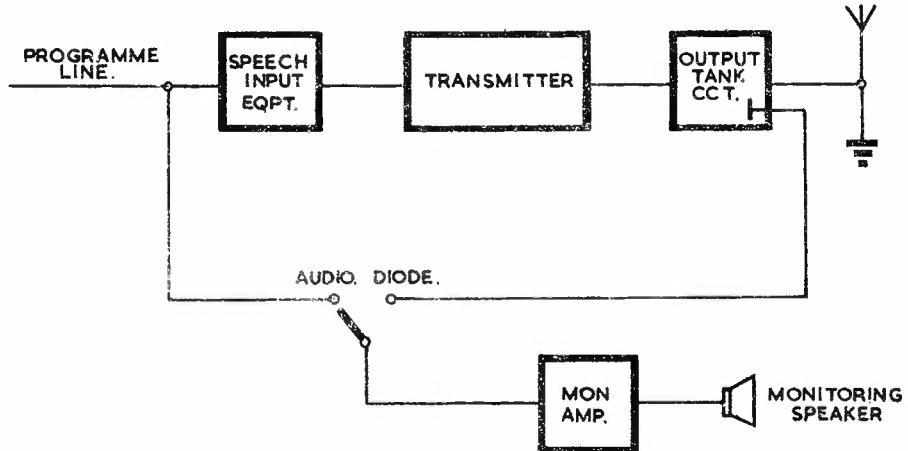 PROGRAMME
LINE.
SPEECH
INPUT
EQPT.
TRANSMITTER
OUTPUT
TANK
CCT.
AUDIO. DIODE.
MON
AMP.
MONITORING
SPEAKER